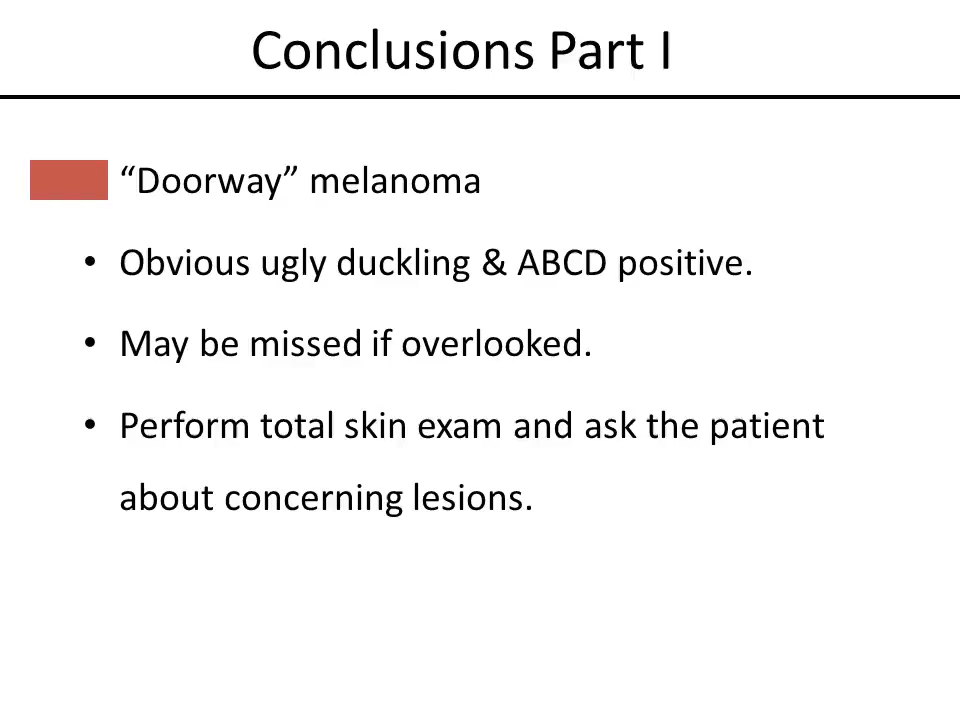 Conclusions Part I
“Doorway” melanoma
• Obvious ugly duckling & ABCD positive.
• May be missed if overlooked.
• Perform total skin exam and ask the patient
about concerning lesions.